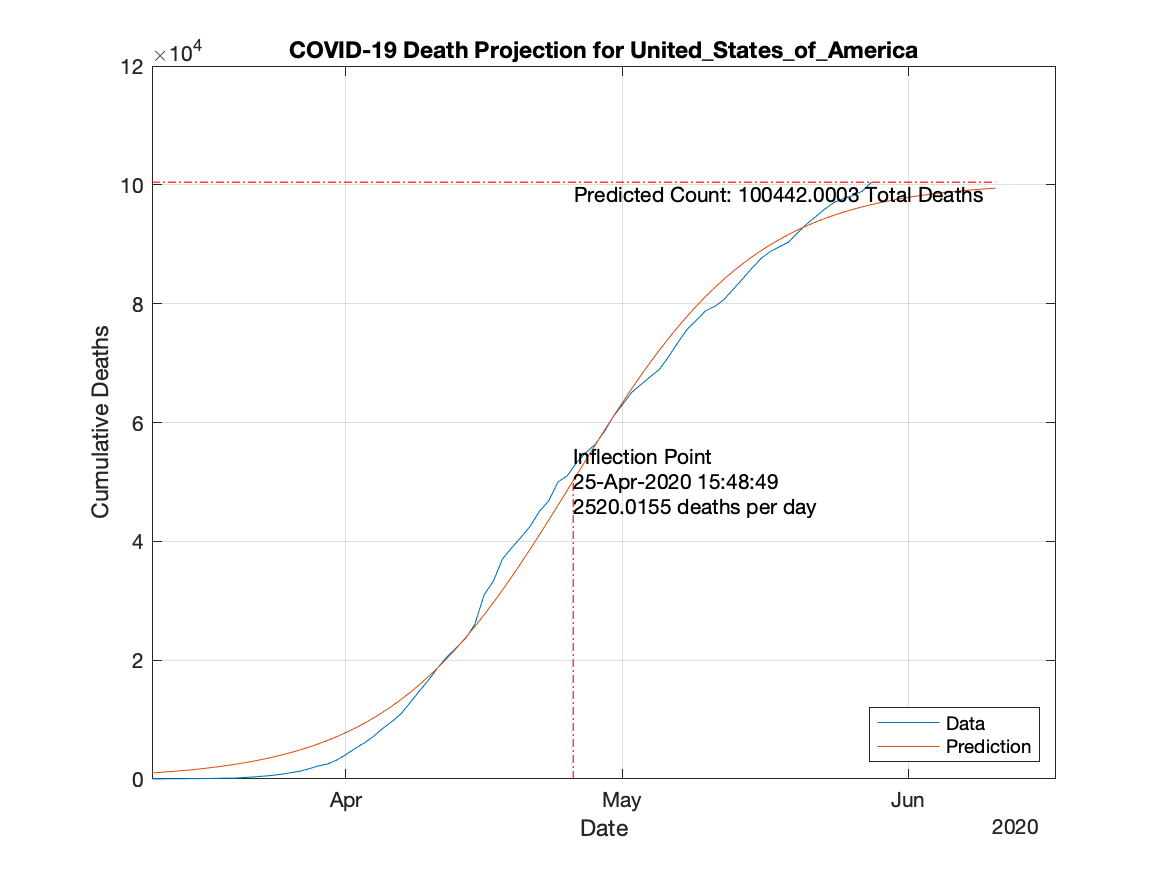 COVID-19 Death Projection for United_States_of_America
×10⁴
12
10
8
6
4
2
0
Cumulative Deaths
Predicted Count: 100442.0003 Total Deaths
Inflection Point
25-Apr-2020 15:48:49
2520.0155 deaths per day
Data
Prediction
Apr May Jun
Date
2020